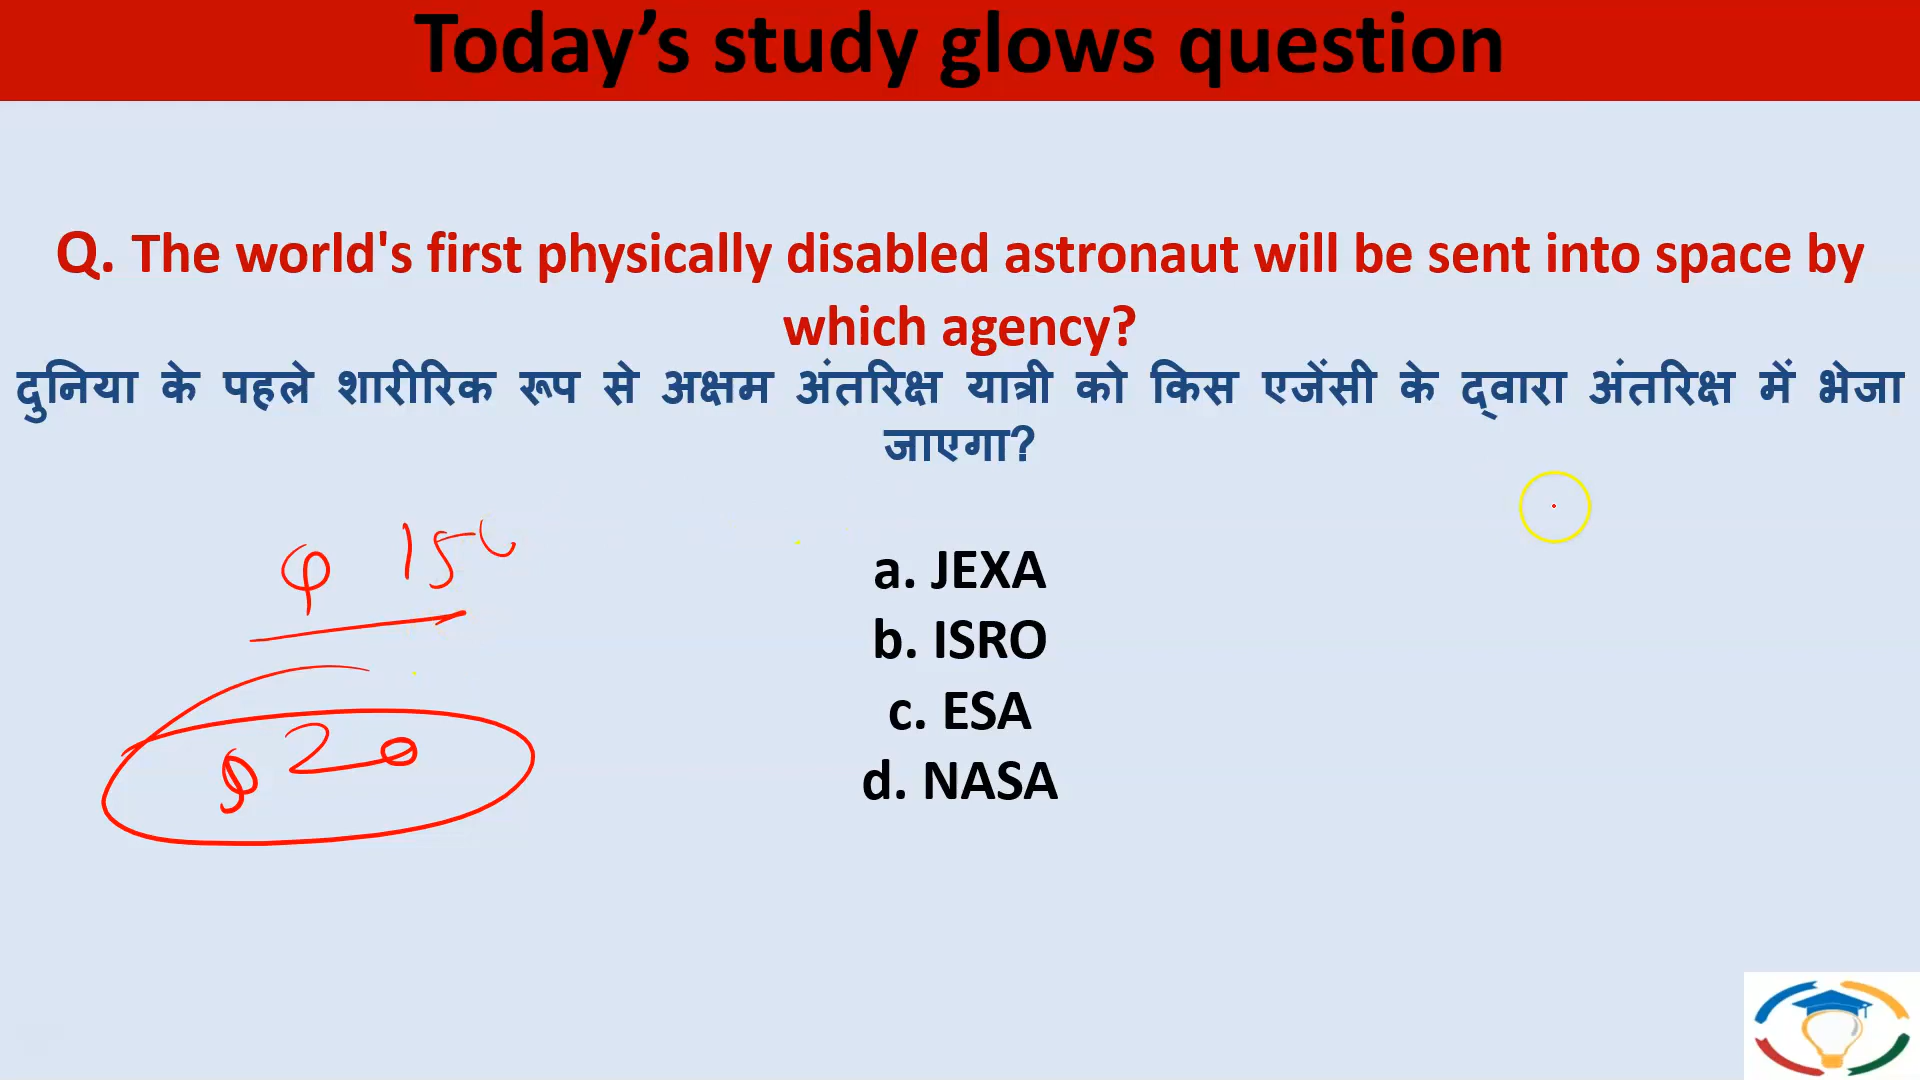 Today’s study glows question
Q. The world's first physically disabled astronaut will be sent into space by
which agency?
दुनिया के पहले शारीरिक रूप से अक्षम अंतरिक्ष यात्री को किस एजेंसी के द्वारा अंतरिक्ष में भेजा
जाएगा?
a. JEXA
b. ISRO
c. ESA
d. NASA
20